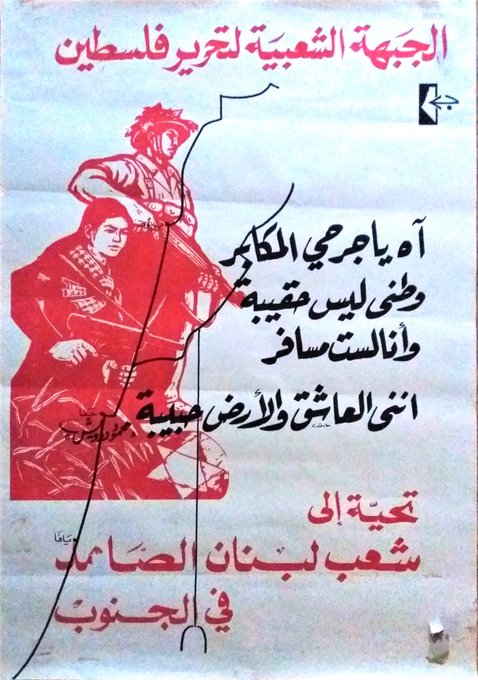 الجبهة الشعبية لتحرير فلسطين
آه يا جرحي المكابر
وطني ليس حقيبة
وأنا لست مسافر
انني العاشق والأرض حبيبة
محمود درويش
تحية إلى
شعب لبنان الصامد
في الجنوب